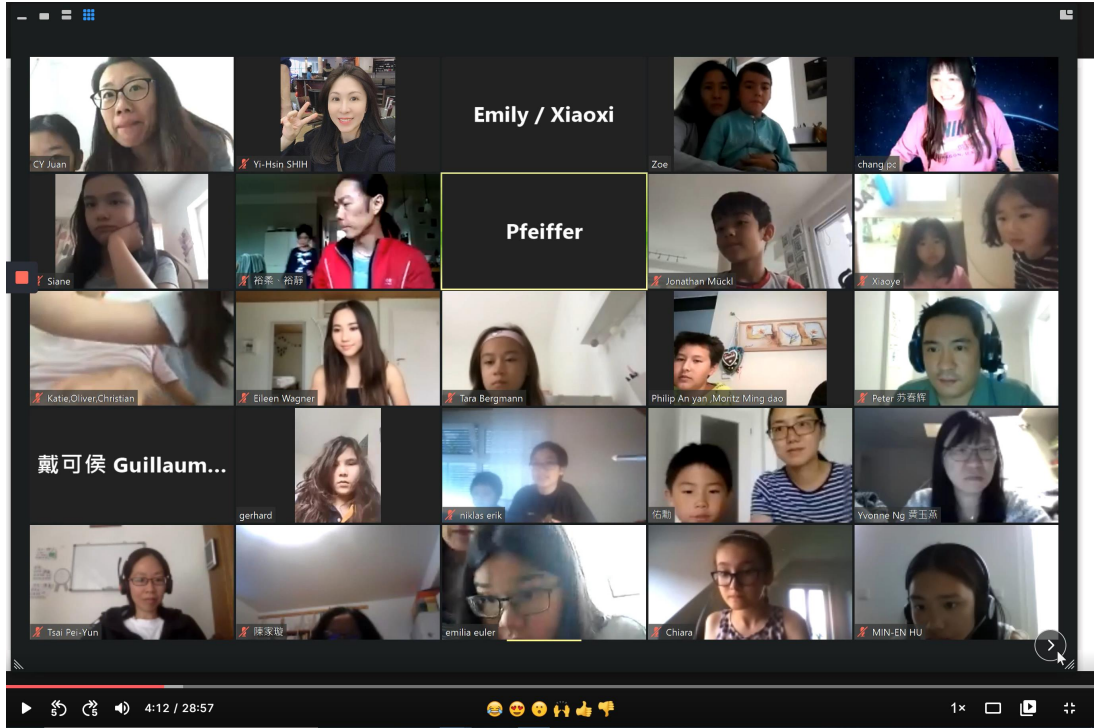 CY Juan
Yi-Hsin SHIH
Emily / Xiaoxi
Zoe
chang pc
NIK
Siane
裕柔、裕靜
Pfeiffer
Jonathan Mückl
Xiaoye
Katie,Oliver,Christian
Eileen Wagner
Tara Bergmann
Philip An yan ,Moritz Ming dao
Peter 苏春辉
戴可侯 Guillaum...
gerhard
niklas erik
佑勳
Yvonne Ng 黄玉燕
Tsai Pei-Yun
陳家璇
emilia euler
Chiara
MIN-EN HU
5
5
4:12 / 28:57
1×